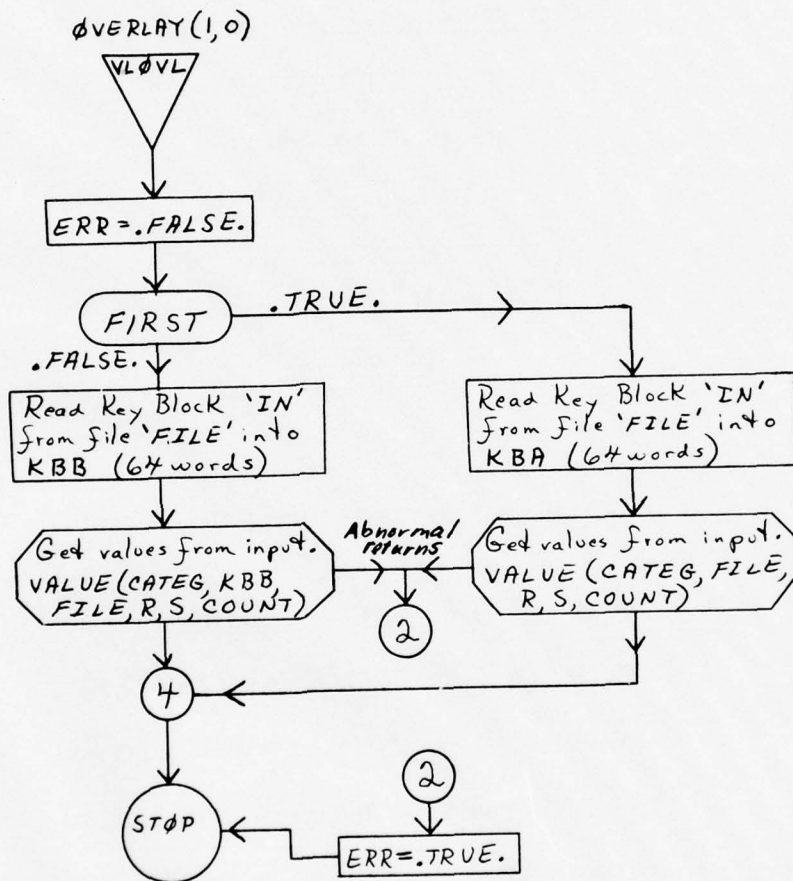 ØVERLAY(1,0)
VLØVL
ERR=.FALSE.
FIRST
.TRUE.
.FALSE.
Read Key Block 'IN'
from file 'FILE' into
KBB (64 words)
Read Key Block 'IN'
from file 'FILE' into
KBA (64 words)
Get values from input.
VALUE(CATEG, KBB,
FILE, R, S, COUNT)
Abnormal
returns
Get values from input.
VALUE (CATEG, FILE,
R, S, COUNT)
2
4
2
STØP
ERR=.TRUE.